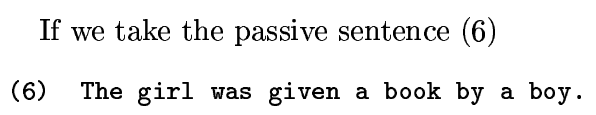 If we take the passive sentence (6)
(6) The girl was given a book by a boy.